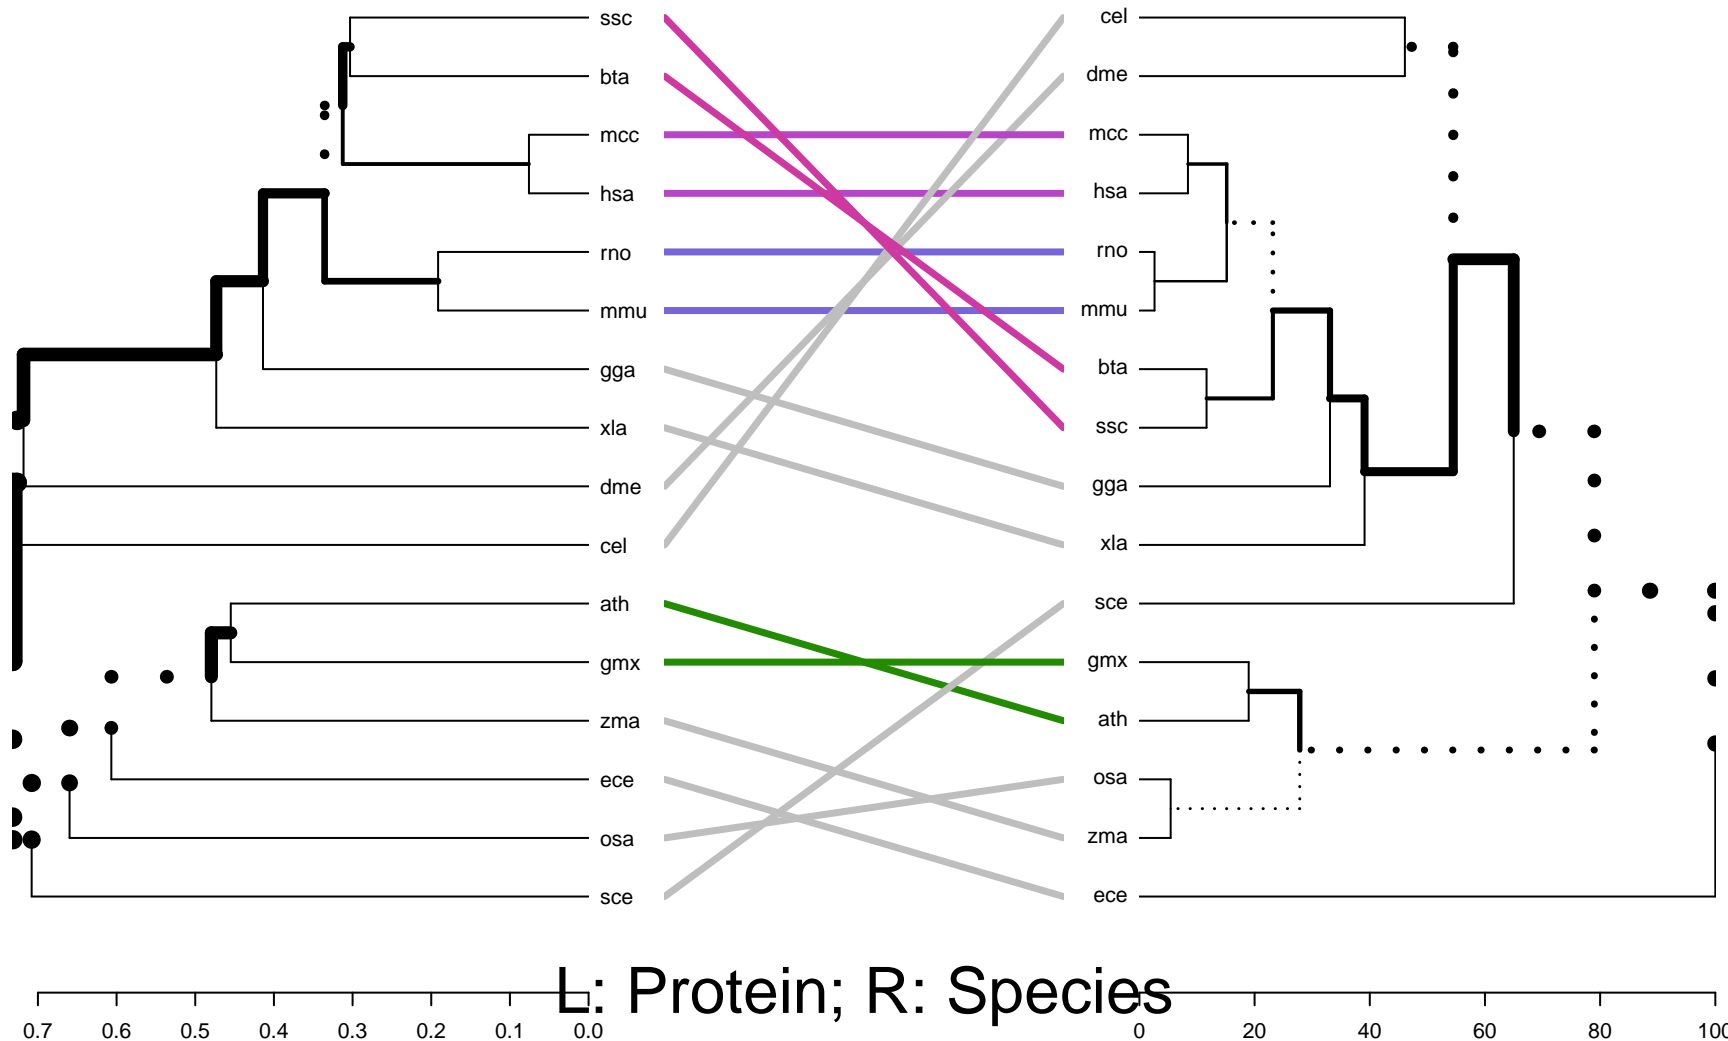 ssc cel
bta dme
mcc mcc
hsa hsa
rno rno
mmu mmu
gga bta
xla ssc
dme gga
cel xla
ath sce
gmx gmx
zma ath
ece osa
osa zma
sce ece
L: Protein; R: Species
0.7 0.6 0.5 0.4 0.3 0.2 0.1 0.0 0 20 40 60 80 100